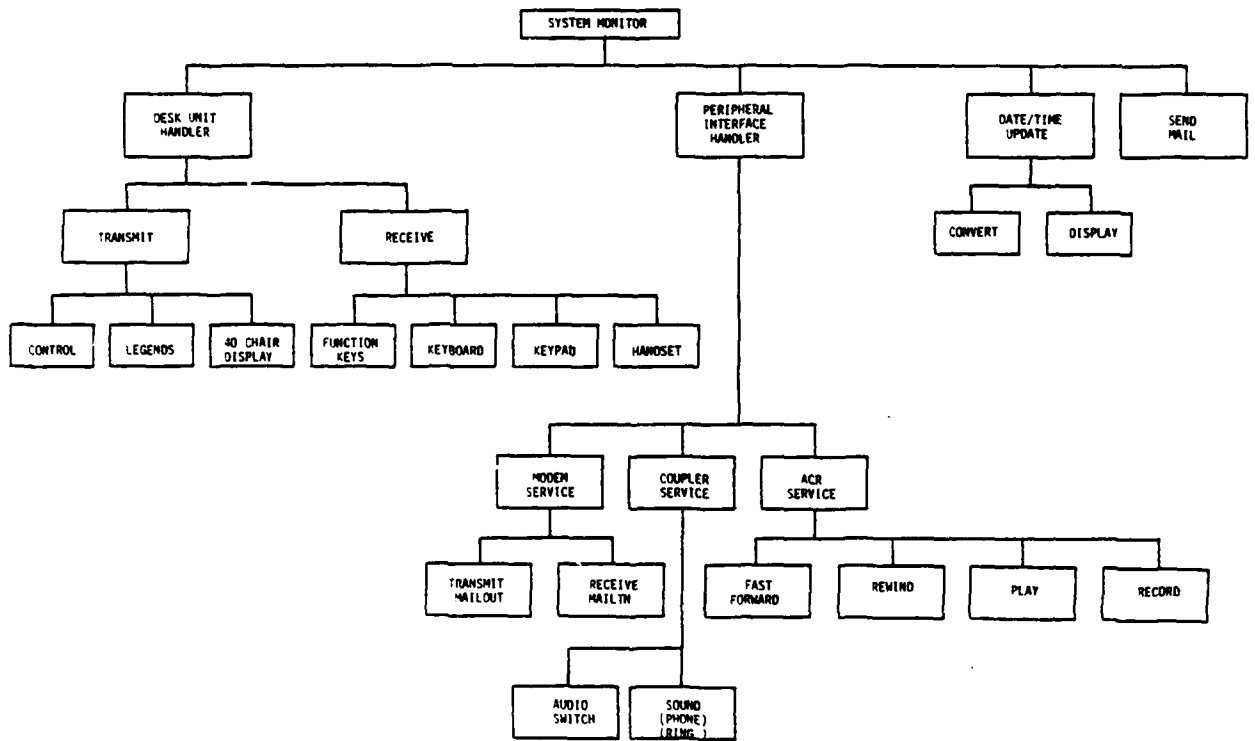 SYSTEM MONITOR
DESK UNIT
HANDLER
PERIPHERAL
INTERFACE
HANDLER
DATE/TIME
UPDATE
SEND
MAIL
TRANSMIT
RECEIVE
CONVERT
DISPLAY
CONTROL
LEGENDS
40 CHAIR
DISPLAY
FUNCTION
KEYS
KEYBOARD
KEYPAD
HANDSET
MODEM
SERVICE
COUPLER
SERVICE
ACR
SERVICE
TRANSMIT
MAILOUT
RECEIVE
MAILIN
FAST
FORWARD
REWIND
PLAY
RECORD
AUDIO
SWITCH
SOUND
(PHONE)
(RING )